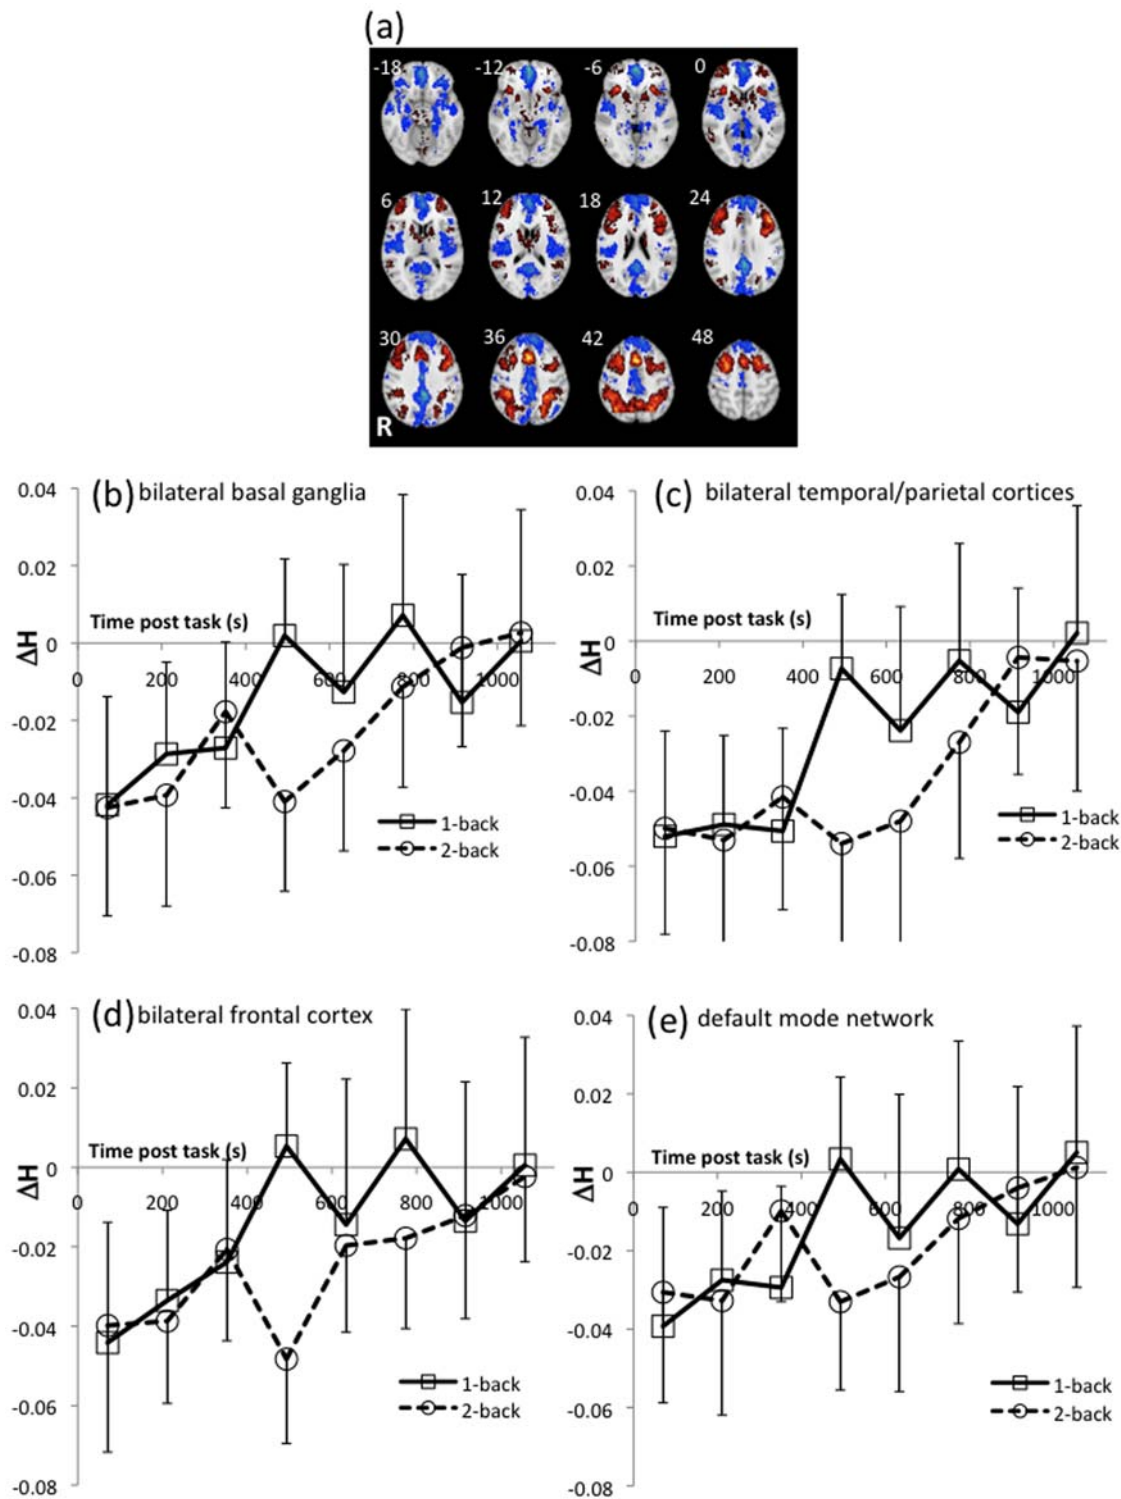 (a)
-18 -12 -6 0
6 12 18 24
30 36 42 48
R
(b) bilateral basal ganglia
0.04
0.02
0
-0.02
-0.04
-0.06
-0.08
ΔH
Time post task (s)
0 200 400 600 800 1000
1-back
2-back
(c) bilateral temporal/parietal cortices
0.04
0.02
0
-0.02
-0.04
-0.06
-0.08
ΔH
Time post task (s)
0 200 400 600 800 1000
1-back
2-back
(d) bilateral frontal cortex
0.04
0.02
0
-0.02
-0.04
-0.06
-0.08
ΔH
Time post task (s)
0 200 400 600 800 1000
1-back
2-back
(e) default mode network
0.04
0.02
0
-0.02
-0.04
-0.06
-0.08
ΔH
Time post task (s)
0 200 400 600 800 1000
1-back
2-back